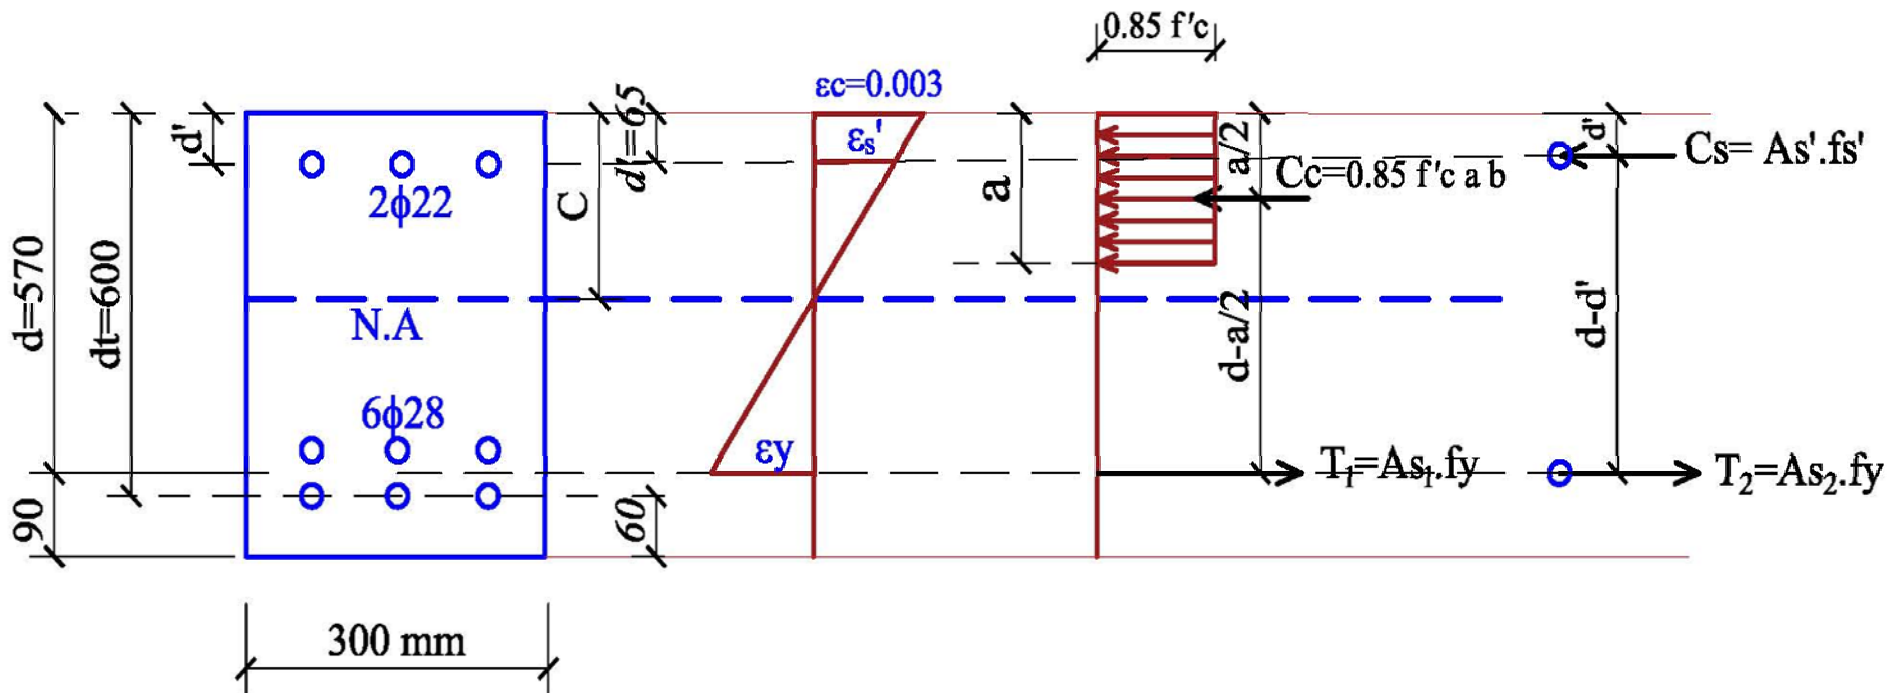 0.85 f'c
εc=0.003
d'
d'=65
εs'
a/2
d'
Cs= As'.fs'
Cc=0.85 f'c a b
2ϕ22
C
a
d=570
dt=600
N.A
d-a/2
d-d'
6ϕ28
εy
T1=As1.fy
T2=As2.fy
90
60
300 mm